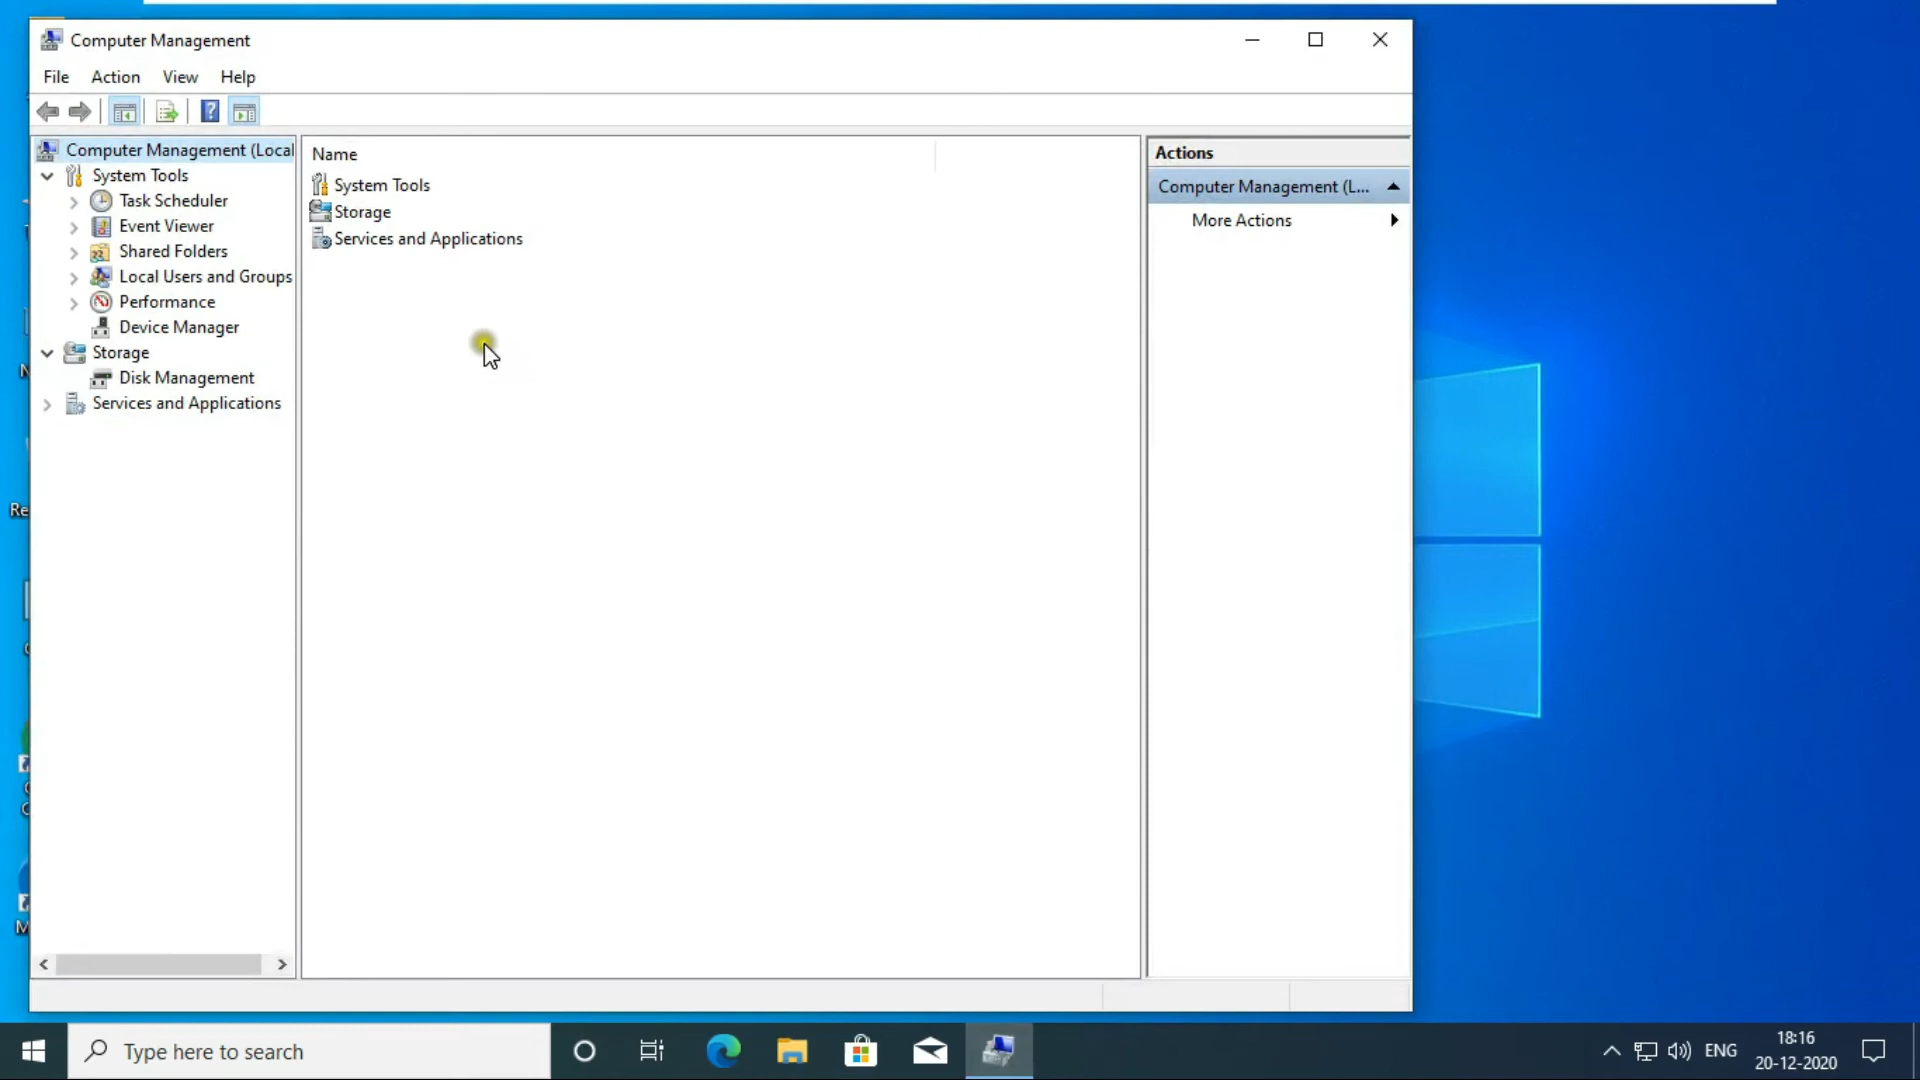 Computer Management
File Action View Help
Computer Management (Local
System Tools
Task Scheduler
Event Viewer
Shared Folders
Local Users and Groups
Performance
Device Manager
Storage
Disk Management
Services and Applications
Name
System Tools
Storage
Services and Applications
Actions
Computer Management (L...
More Actions
N
Re
M
Type here to search
ENG
18:16
20-12-2020